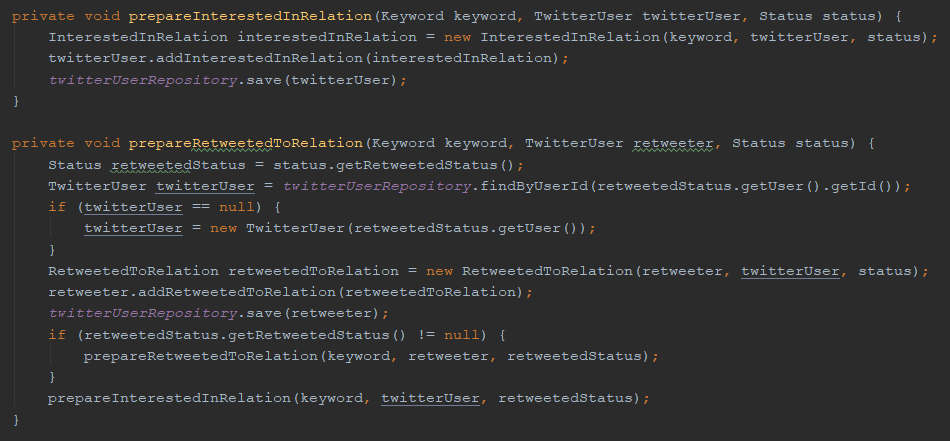 private void prepareInterestedInRelation(Keyword keyword, TwitterUser twitterUser, Status status) {
    InterestedInRelation interestedInRelation = new InterestedInRelation(keyword, twitterUser, status);
    twitterUser.addInterestedInRelation(interestedInRelation);
    twitterUserRepository.save(twitterUser);
}

private void prepareRetweetedToRelation(Keyword keyword, TwitterUser retweeter, Status status) {
    Status retweetedStatus = status.getRetweetedStatus();
    TwitterUser twitterUser = twitterUserRepository.findByUserId(retweetedStatus.getUser().getId());
    if (twitterUser == null) {
        twitterUser = new TwitterUser(retweetedStatus.getUser());
    }
    RetweetedToRelation retweetedToRelation = new RetweetedToRelation(retweeter, twitterUser, status);
    retweeter.addRetweetedToRelation(retweetedToRelation);
    twitterUserRepository.save(retweeter);
    if (retweetedStatus.getRetweetedStatus() != null) {
        prepareRetweetedToRelation(keyword, retweeter, retweetedStatus);
    }
    prepareInterestedInRelation(keyword, twitterUser, retweetedStatus);
}